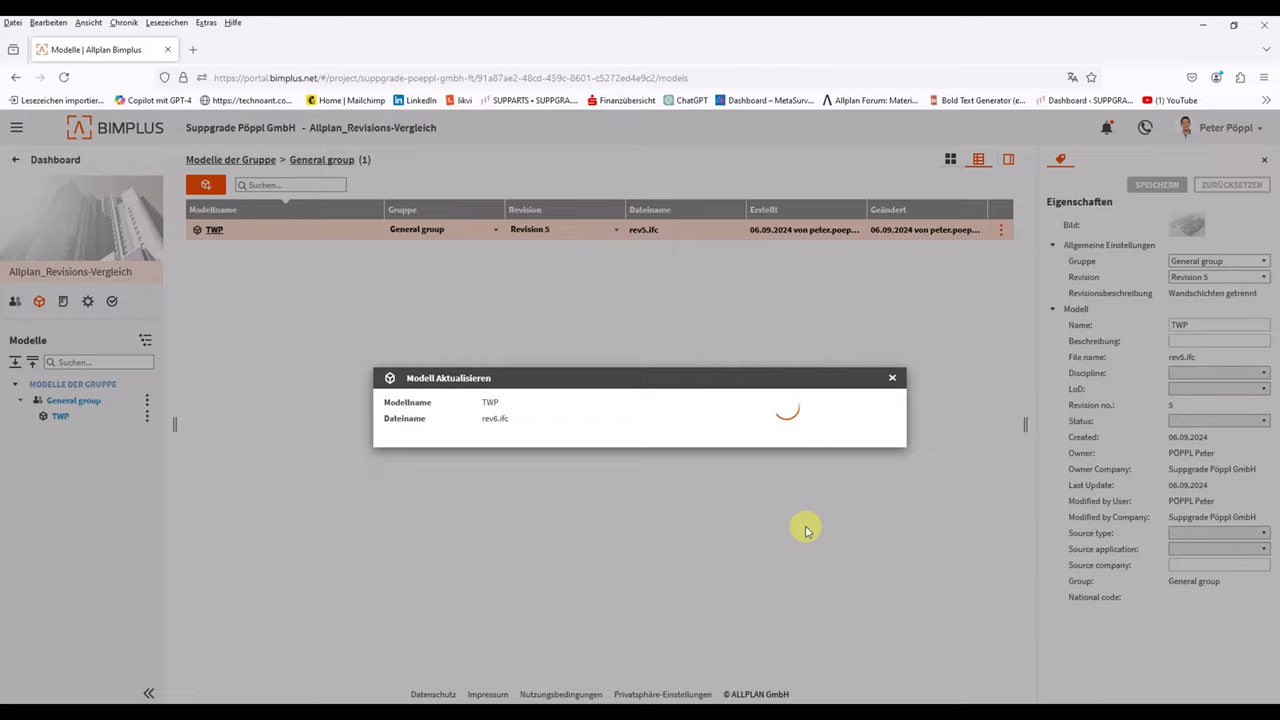 Datei Bearbeiten Ansicht Chronik Lesezeichen Extras Hilfe
Modelle | Allplan Bimplus
https://portal.bimplus.net/#/project/suppgrade-poeppl-gmbh-ft/91a87ae2-48cd-459c-8601-c5272ed4e9c2/models
Lesezeichen importier... Copilot mit GPT-4 https://technoant.co... Home | Mailchimp LinkedIn likvi SUPPARTS – SUPPGRA... Finanzübersicht ChatGPT Dashboard – MetaSurv... Allplan Forum: Materi... Bold Text Generator (e... Dashboard ‹ SUPPGRA... (1) YouTube
BIMPLUS Suppgrade Pöppl GmbH - Allplan_Revisions-Vergleich Peter Pöppl
Dashboard Modelle der Gruppe > General group (1)
Suchen... SPEICHERN ZURÜCKSETZEN
Eigenschaften
Modellname Gruppe Revision Dateiname Erstellt Geändert
TWP General group Revision 5 rev5.ifc 06.09.2024 von peter.poep... 06.09.2024 von peter.poep...
Bild:
Allgemeine Einstellungen
Gruppe General group
Allplan_Revisions-Vergleich
Revision Revision 5
Revisionsbeschreibung Wandschichten getrennt
Modell
Modelle
Name: TWP
Beschreibung:
Suchen...
File name: rev5.ifc
Discipline:
MODELLE DER GRUPPE
LoD:
General group
Revision no.: 5
TWP
Status:
Modell Aktualisieren
Modellname TWP
Dateiname rev6.ifc
Created: 06.09.2024
Owner: PÖPPL Peter
Owner Company: Suppgrade Pöppl GmbH
Last Update: 06.09.2024
Modified by User: PÖPPL Peter
Modified by Company: Suppgrade Pöppl GmbH
Source type:
Source application:
Source company:
Group: General group
National code:
Datenschutz Impressum Nutzungsbedingungen Privatsphäre-Einstellungen © ALLPLAN GmbH